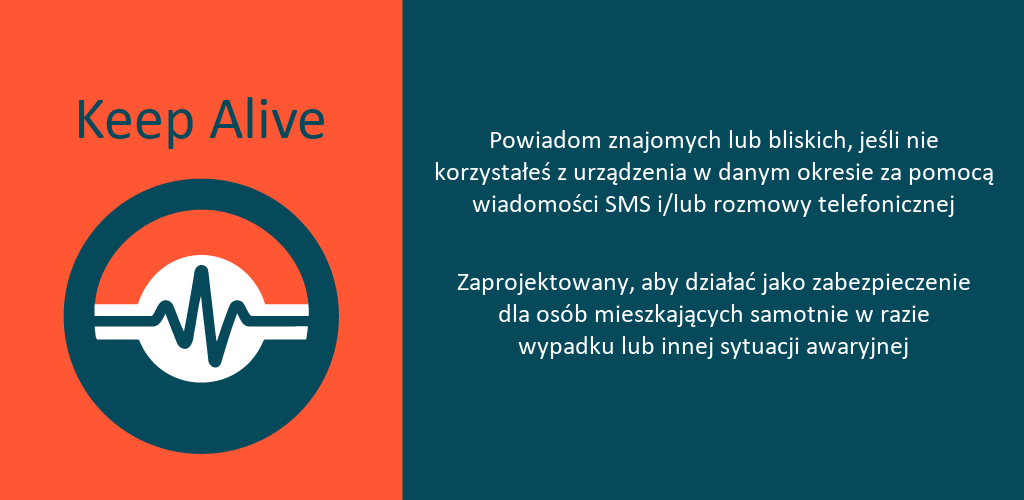 Keep Alive
Powiadom znajomych lub bliskich, jeśli nie
korzystałeś z urządzenia w danym okresie za pomocą
wiadomości SMS i/lub rozmowy telefonicznej
Zaprojektowany, aby działać jako zabezpieczenie
dla osób mieszkających samotnie w razie
wypadku lub innej sytuacji awaryjnej